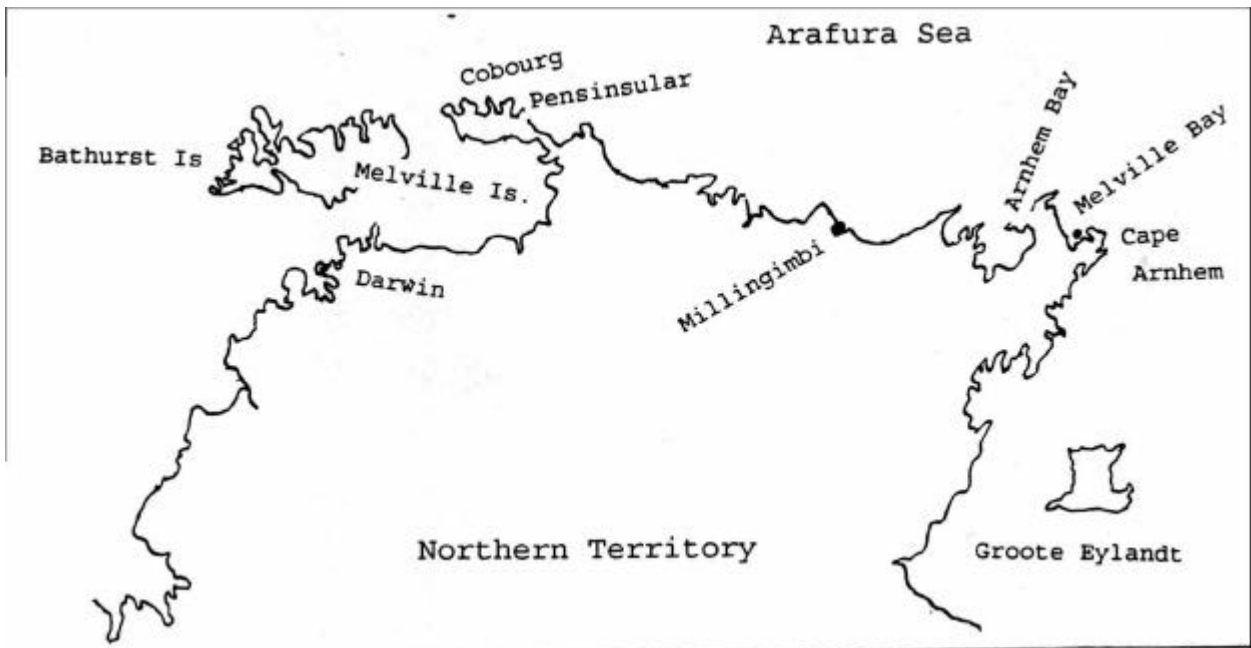 Arafura Sea
Cobourg
Pensinsular
Bathurst Is
Melville Is.
Arnhem Bay
Melville Bay
Cape
Arnhem
Darwin
Millingimbi
Northern Territory
Groote Eylandt